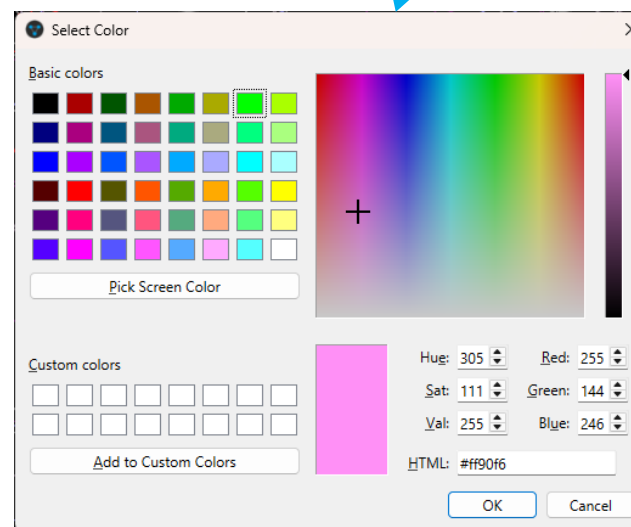 Select Color
Basic colors
Pick Screen Color
Custom colors
Add to Custom Colors
Hue: 305 Red: 255
Sat: 111 Green: 144
Val: 255 Blue: 246
HTML: #ff90f6
OK Cancel